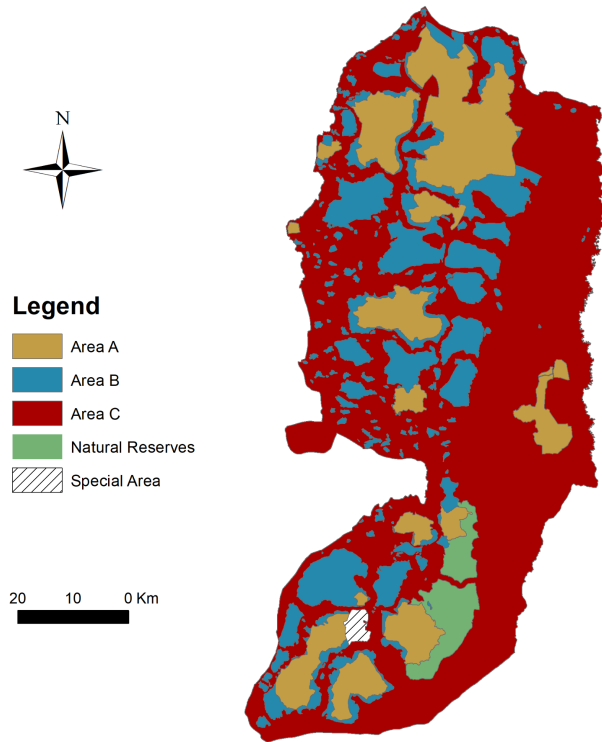 N
Legend
Area A
Area B
Area C
Natural Reserves
Special Area
20 10 0 Km